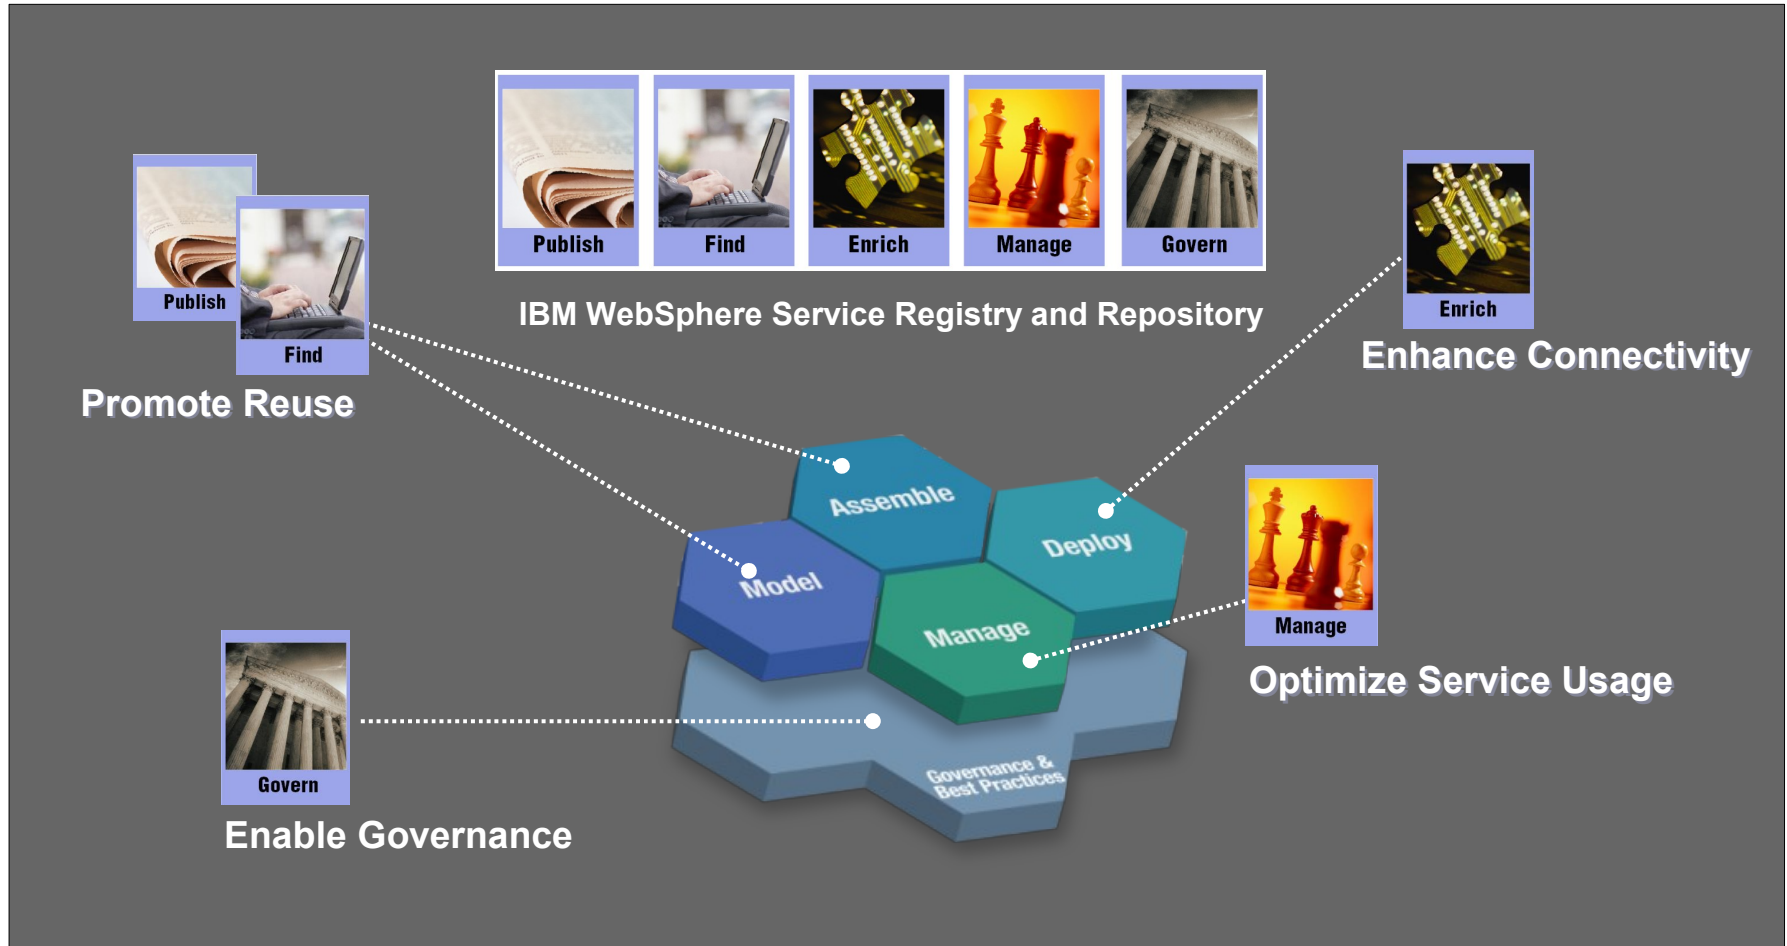 Publish
Find
Enrich
Manage
Govern
IBM WebSphere Service Registry and Repository
Publish
Find
Promote Reuse
Enrich
Enhance Connectivity
Assemble
Deploy
Model
Manage
Manage
Optimize Service Usage
Govern
Enable Governance
Governance &
Best Practices